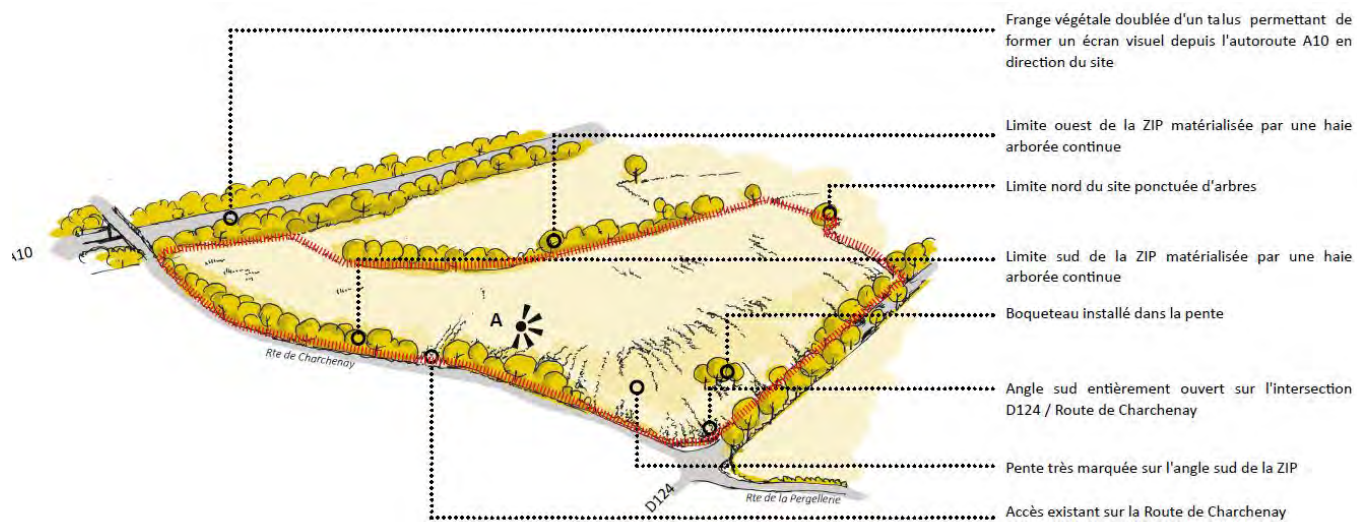 Frange végétale doublée d'un talus permettant de
former un écran visuel depuis l'autoroute A10 en
direction du site
Limite ouest de la ZIP matérialisée par une haie
arborée continue
Limite nord du site ponctuée d'arbres
A10
Limite sud de la ZIP matérialisée par une haie
arborée continue
Boqueteau installé dans la pente
A
Rte de Charchenay
Angle sud entièrement ouvert sur l'intersection
D124 / Route de Charchenay
Pente très marquée sur l'angle sud de la ZIP
D124
Rte de la Pergellerie
Accès existant sur la Route de Charchenay